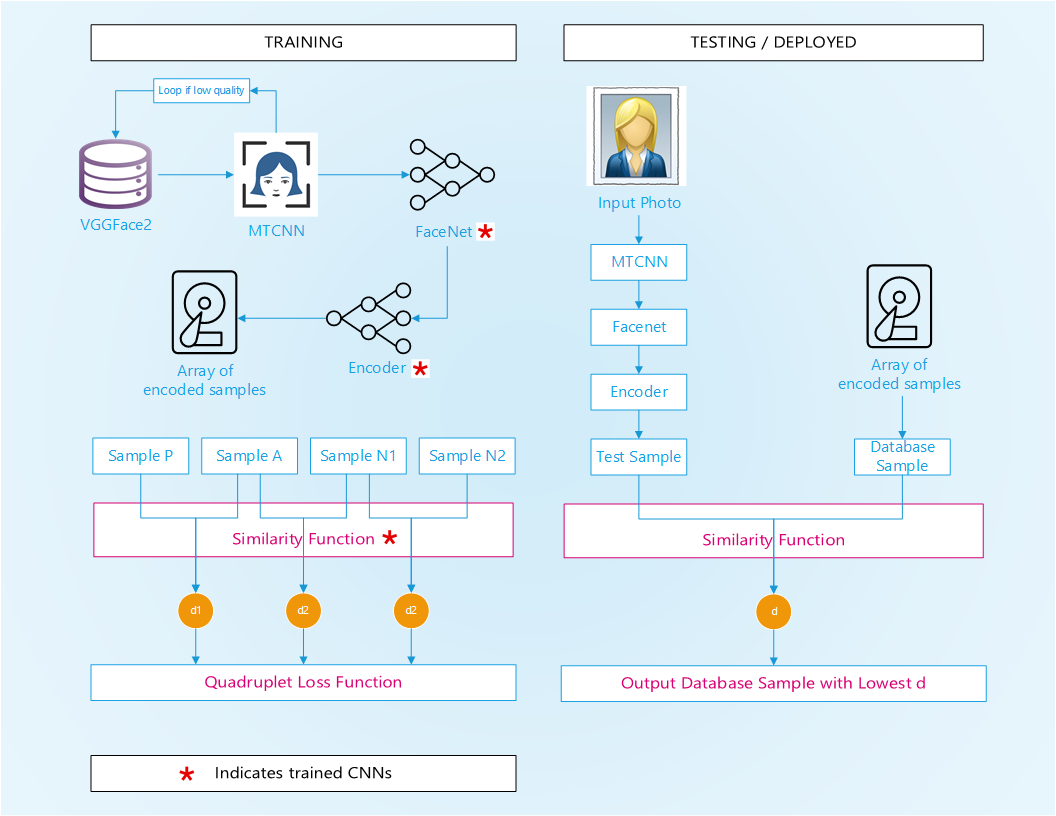 TRAINING
Loop if low quality
VGGFace2
MTCNN
FaceNet *
Array of
encoded samples
Encoder *
Sample P
Sample A
Sample N1
Sample N2
Similarity Function *
d1
d2
d2
Quadruplet Loss Function
* Indicates trained CNNs
TESTING / DEPLOYED
Input Photo
MTCNN
Facenet
Encoder
Test Sample
Array of
encoded samples
Database
Sample
Similarity Function
d
Output Database Sample with Lowest d